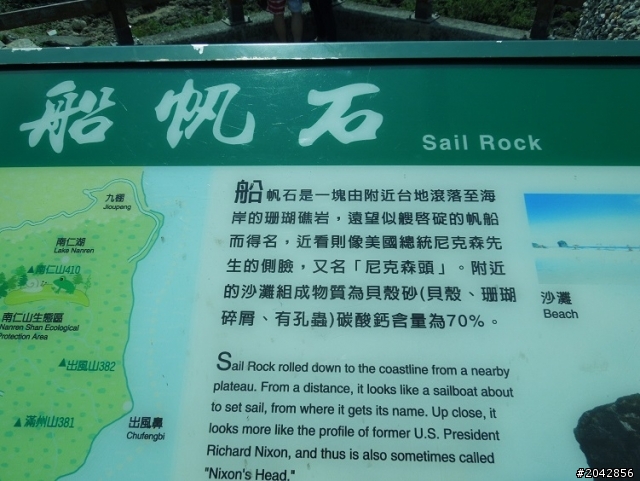 船帆石
Sail Rock
九棚
Jioupeng
南仁湖
Lake Nanren
▲南仁山410
南仁山生態區
Nanren Shan Ecological
Protection Area
▲出風山382
▲滿州山381
出風鼻
Chufengbi
船帆石是一塊由附近台地滾落至海
岸的珊瑚礁岩，遠望似艘啓碇的帆船
而得名，近看則像美國總統尼克森先
生的側臉，又名「尼克森頭」。附近
的沙灘組成物質為貝殼砂(貝殼、珊瑚
碎屑、有孔蟲)碳酸鈣含量為70%。
Sail Rock rolled down to the coastline from a nearby
plateau. From a distance, it looks like a sailboat about
to set sail, from where it gets its name. Up close, it
looks more like the profile of former U.S. President
Richard Nixon, and thus is also sometimes called
"Nixon's Head."
沙灘
Beach
#2042856